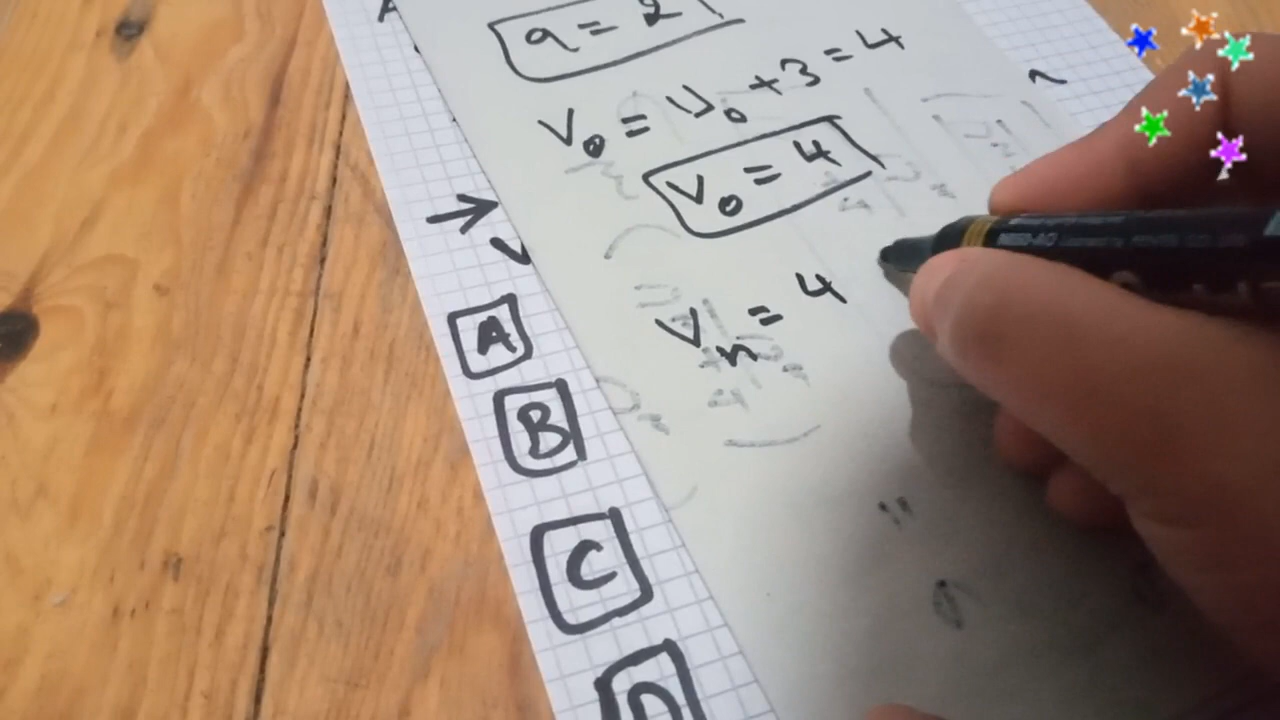 q = 2
V₀ = U₀ + 3 = 4
V₀ = 4
Vₙ = 4
→ V
A
B
C
D